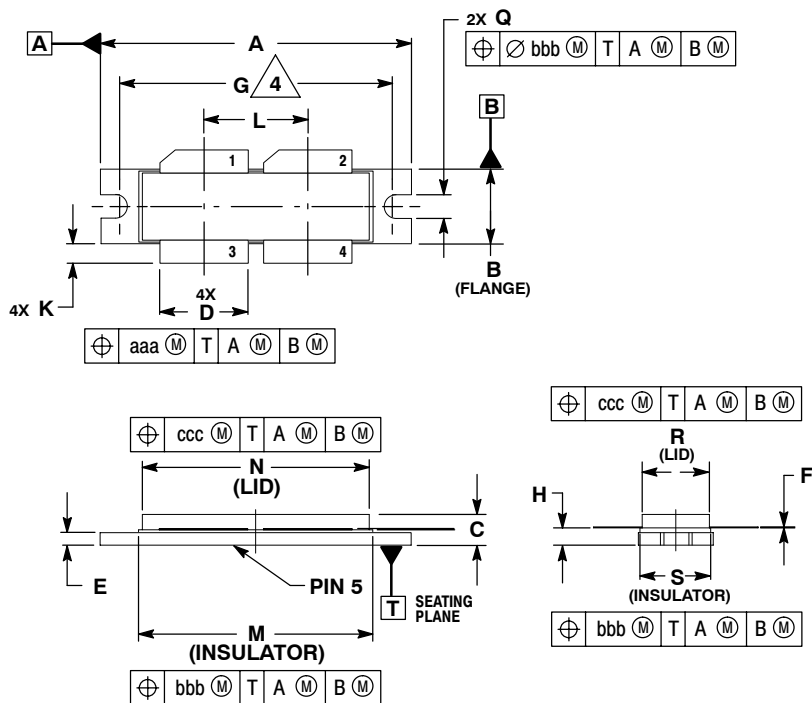 2X Q
⌖ ∅ bbb Ⓜ T A Ⓜ B Ⓜ
A
A
G 4
L
B
1 2
3 4
B
(FLANGE)
4X K
4X
D
⌖ aaa Ⓜ T A Ⓜ B Ⓜ
⌖ ccc Ⓜ T A Ⓜ B Ⓜ
N
(LID)
C
E
PIN 5
T SEATING
PLANE
M
(INSULATOR)
⌖ bbb Ⓜ T A Ⓜ B Ⓜ
⌖ ccc Ⓜ T A Ⓜ B Ⓜ
R
(LID)
H
F
S
(INSULATOR)
⌖ bbb Ⓜ T A Ⓜ B Ⓜ